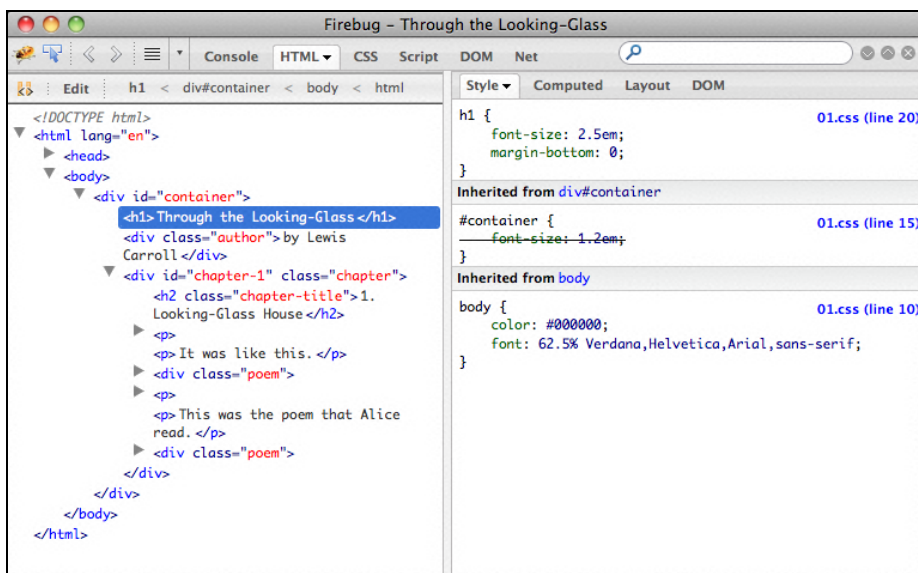 Firebug - Through the Looking-Glass
Console HTML CSS Script DOM Net
Edit h1 < div#container < body < html
<!DOCTYPE html>
<html lang="en">
<head>
<body>
<div id="container">
<h1>Through the Looking-Glass</h1>
<div class="author">by Lewis
Carroll</div>
<div id="chapter-1" class="chapter">
<h2 class="chapter-title">1.
Looking-Glass House</h2>
<p>
<p>It was like this.</p>
<div class="poem">
<p>
<p>This was the poem that Alice
read.</p>
<div class="poem">
</div>
</div>
</body>
</html>
Style Computed Layout DOM
h1 { 01.css (line 20)
font-size: 2.5em;
margin-bottom: 0;
}
Inherited from div#container
#container { 01.css (line 15)
font-size: 1.2em;
}
Inherited from body
body { 01.css (line 10)
color: #000000;
font: 62.5% Verdana,Helvetica,Arial,sans-serif;
}